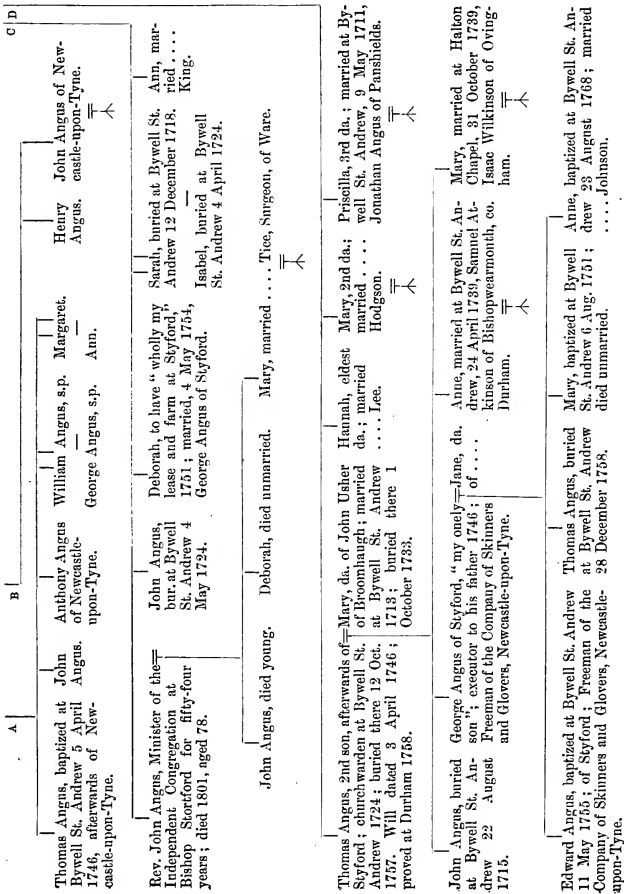 A
B
C
D
Thomas Angus, baptized at
Bywell St. Andrew 5 April
1746, afterwards of New-
castle-upon-Tyne.
John
Angus.
Anthony Angus
of Newcastle-
upon-Tyne.
William Angus, s.p.
—
George Angus, s.p.
Margaret.
—
Ann.
Henry
Angus.
John Angus of New-
castle-upon-Tyne.
Rev. John Angus, Minister of the
Independent Congregation at
Bishop Stortford for fifty-four
years; died 1801, aged 78.
John Angus,
bur. at Bywell
St. Andrew 4
May 1724.
Deborah, to have "wholly my
lease and farm at Styford,"
1751; married, 4 May 1754,
George Angus of Styford.
Sarah, buried at Bywell St.
Andrew 12 December 1718.
—
Isabel, buried at Bywell
St. Andrew 4 April 1724.
Ann, mar-
ried . . . .
King.
John Angus, died young.
Deborah, died unmarried.
Mary, married . . . . Tice, Surgeon, of Ware.
Thomas Angus, 2nd son, afterwards of
Styford; churchwarden at Bywell St.
Andrew 1724; buried there 12 Oct.
1757. Will dated 3 April 1746;
proved at Durham 1758.
Mary, da. of John Usher
of Broomhaugh; married
at Bywell St. Andrew
1713; buried there 1
October 1733.
Hannah, eldest
da.; married
. . . . Lee.
Mary, 2nd da.;
married . . . .
Hodgson.
Priscilla, 3rd da.; married at By-
well St. Andrew, 9 May 1711,
Jonathan Angus of Panshields.
John Angus, buried
at Bywell St. An-
drew 22 August
1715.
George Angus of Styford, "my onely
son"; executor to his father 1746;
Freeman of the Company of Skinners
and Glovers, Newcastle-upon-Tyne.
Jane, da.
of . . . .
Anne, married at Bywell St. An-
drew, 24 April 1739, Samuel At-
kinson of Bishopwearmouth, co.
Durham.
Mary, married at Halton
Chapel, 31 October 1739,
Isaac Wilkinson of Oving-
ham.
Edward Angus, baptized at Bywell St. Andrew
11 May 1755; of Styford; Freeman of the
Company of Skinners and Glovers, Newcastle-
upon-Tyne.
Thomas Angus, buried
at Bywell St. Andrew
28 December 1758.
Mary, baptized at Bywell
St. Andrew 6 Aug. 1751;
died unmarried.
Anne, baptized at Bywell St. An-
drew 23 August 1768; married
. . . . Johnson.